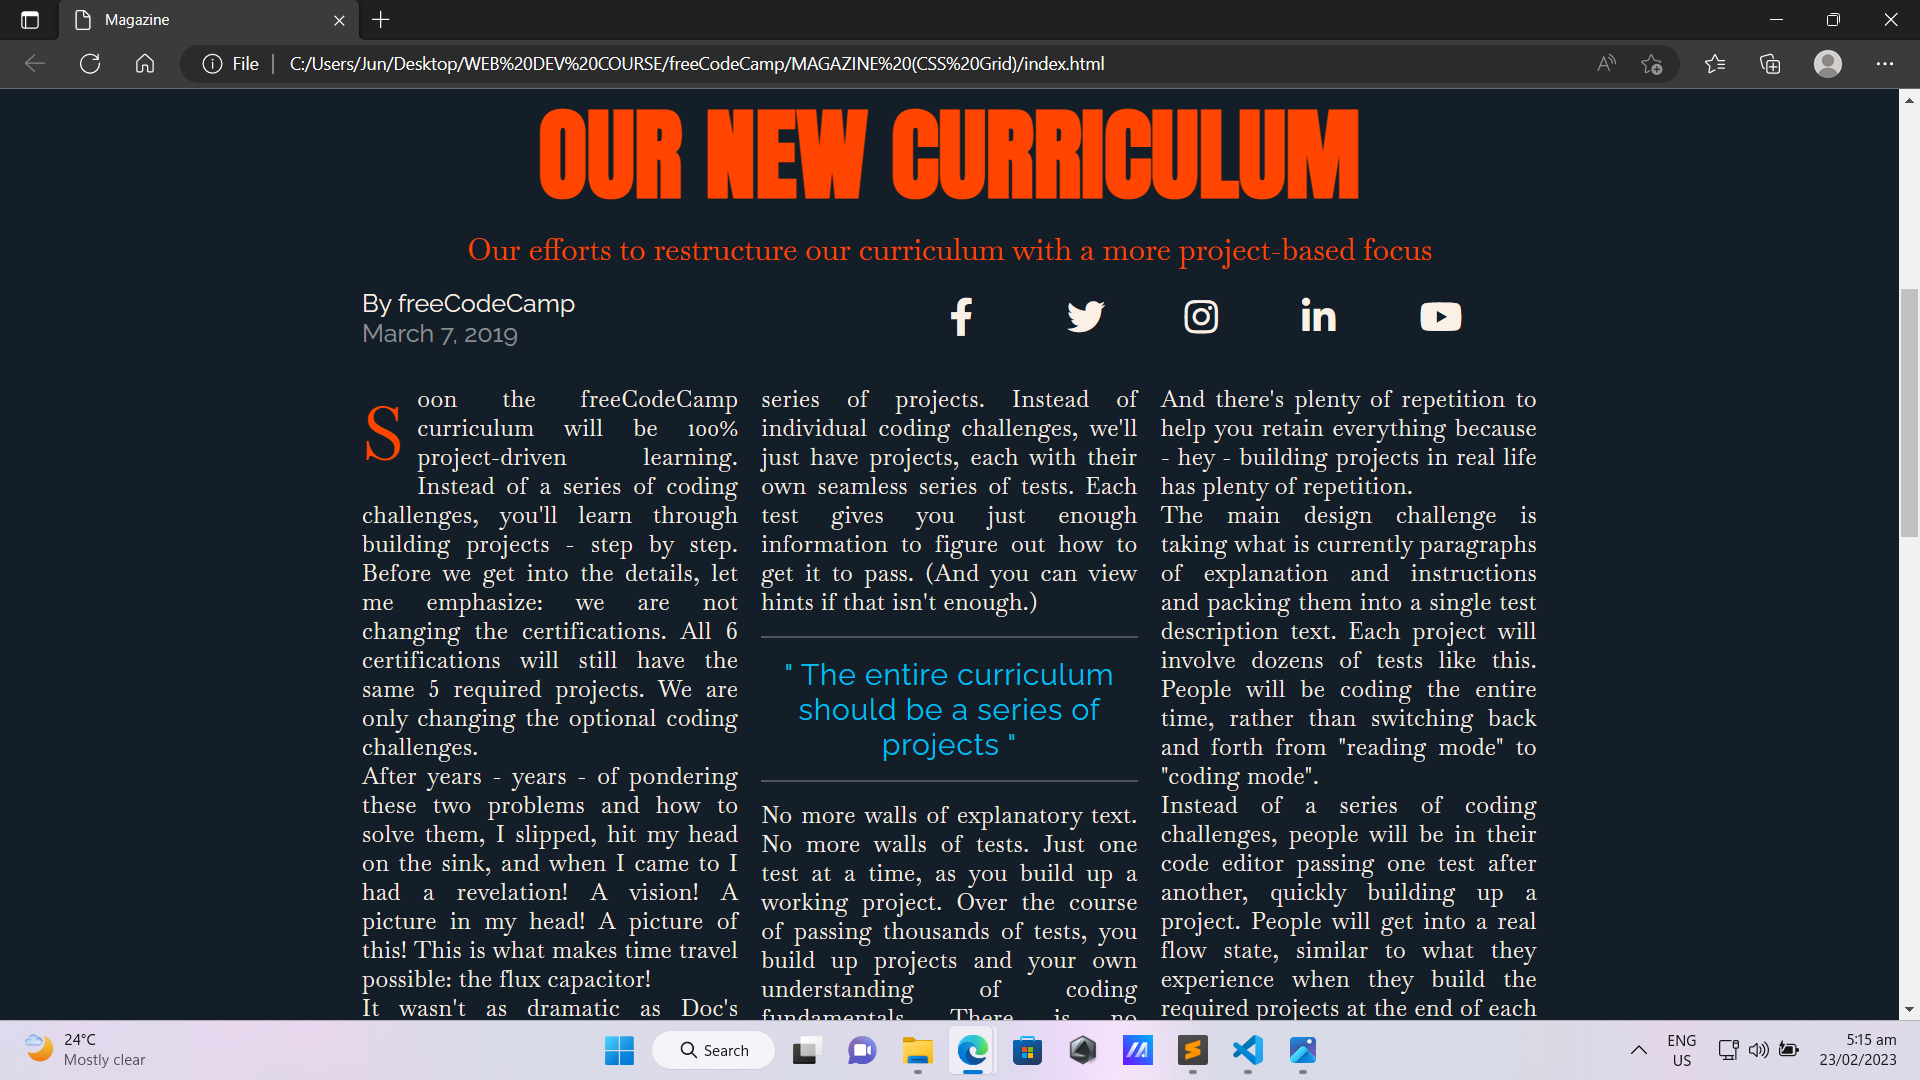 Magazine
File
C:/Users/Jun/Desktop/WEB%20DEV%20COURSE/freeCodeCamp/MAGAZINE%20(CSS%20Grid)/index.html
OUR NEW CURRICULUM
Our efforts to restructure our curriculum with a more project-based focus
By freeCodeCamp
March 7, 2019
Soon the freeCodeCamp
curriculum will be 100%
project-driven learning.
Instead of a series of coding
challenges, you'll learn through
building projects - step by step.
Before we get into the details, let
me emphasize: we are not
changing the certifications. All 6
certifications will still have the
same 5 required projects. We are
only changing the optional coding
challenges.
After years - years - of pondering
these two problems and how to
solve them, I slipped, hit my head
on the sink, and when I came to I
had a revelation! A vision! A
picture in my head! A picture of
this! This is what makes time travel
possible: the flux capacitor!
It wasn't as dramatic as Doc's
series of projects. Instead of
individual coding challenges, we'll
just have projects, each with their
own seamless series of tests. Each
test gives you just enough
information to figure out how to
get it to pass. (And you can view
hints if that isn't enough.)
" The entire curriculum
should be a series of
projects "
No more walls of explanatory text.
No more walls of tests. Just one
test at a time, as you build up a
working project. Over the course
of passing thousands of tests, you
build up projects and your own
understanding of coding
fundamentals. There is no
And there's plenty of repetition to
help you retain everything because
- hey - building projects in real life
has plenty of repetition.
The main design challenge is
taking what is currently paragraphs
of explanation and instructions
and packing them into a single test
description text. Each project will
involve dozens of tests like this.
People will be coding the entire
time, rather than switching back
and forth from "reading mode" to
"coding mode".
Instead of a series of coding
challenges, people will be in their
code editor passing one test after
another, quickly building up a
project. People will get into a real
flow state, similar to what they
experience when they build the
required projects at the end of each
24°C
Mostly clear
Search
ENG
US
5:15 am
23/02/2023